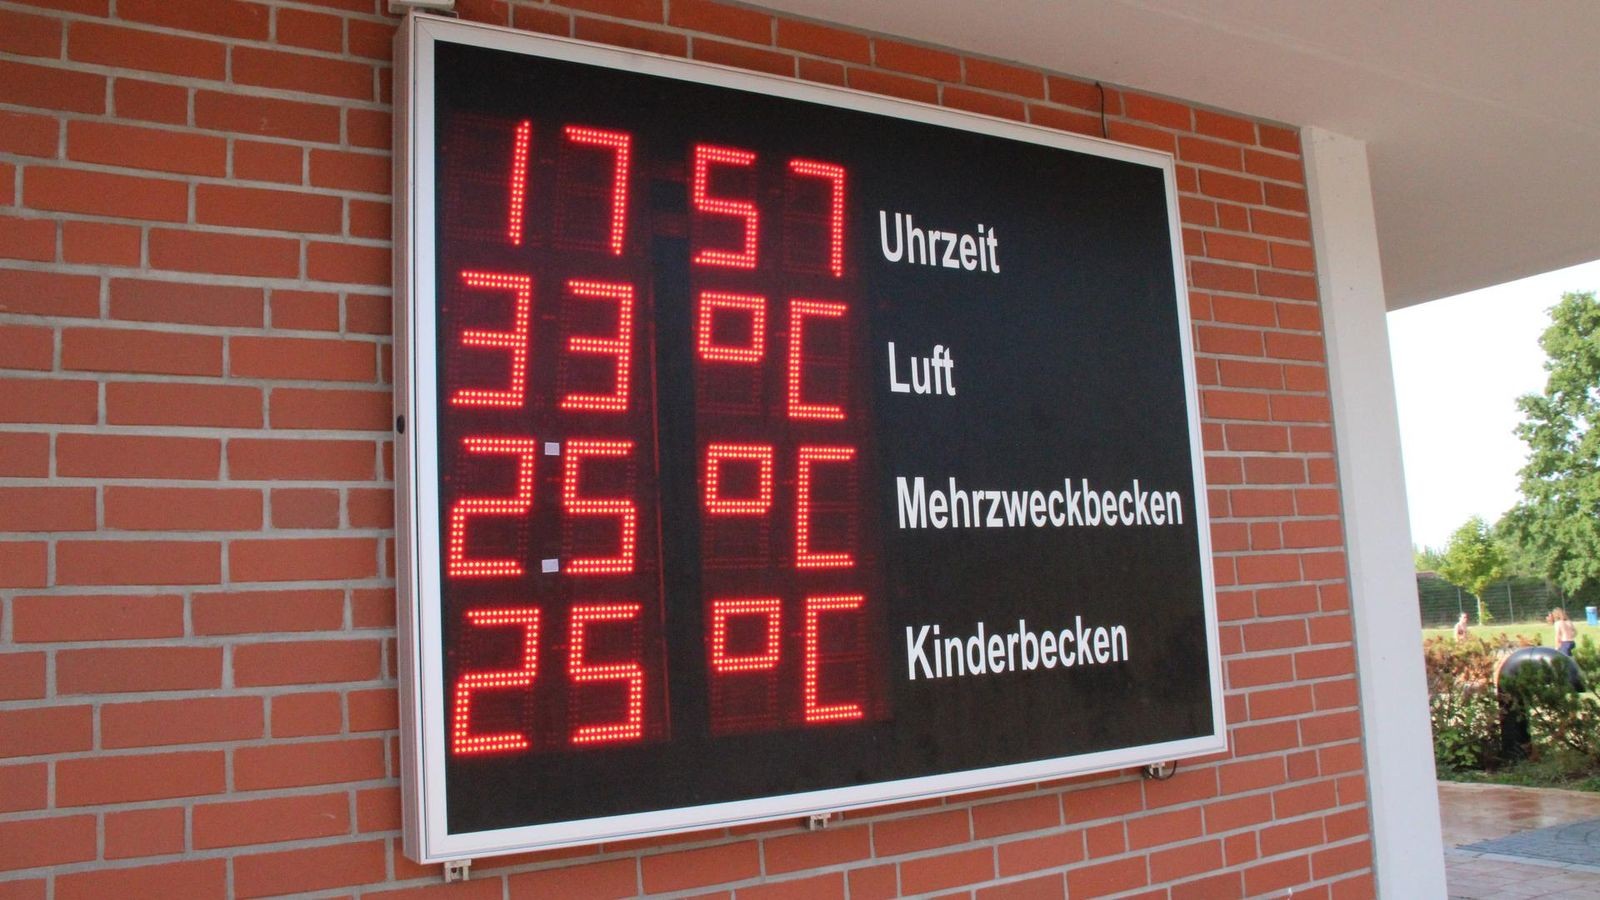 17 57 Uhrzeit
33 °C Luft
25 °C Mehrzweckbecken
25 °C Kinderbecken